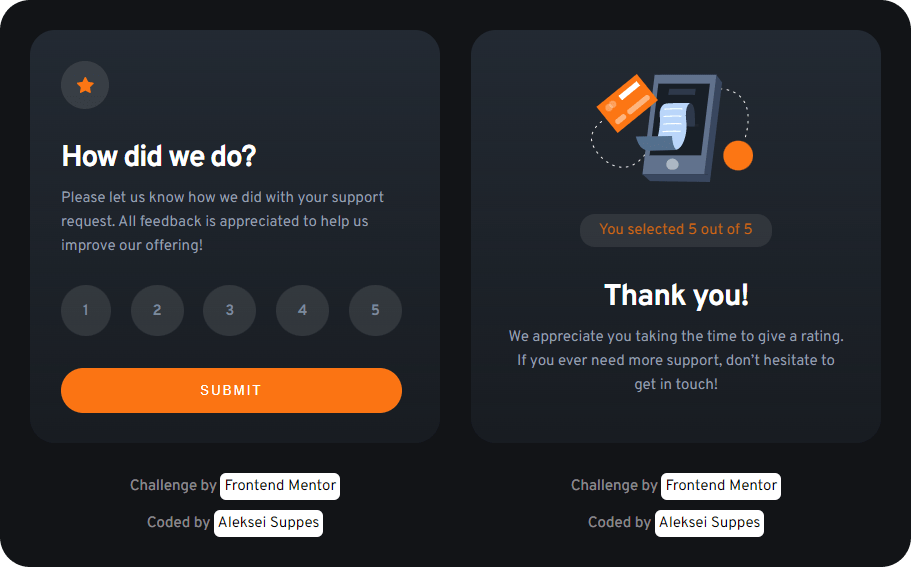 How did we do?
Please let us know how we did with your support
request. All feedback is appreciated to help us
improve our offering!
1 2 3 4 5
SUBMIT
Challenge by Frontend Mentor
Coded by Aleksei Suppes
You selected 5 out of 5
Thank you!
We appreciate you taking the time to give a rating.
If you ever need more support, don’t hesitate to
get in touch!
Challenge by Frontend Mentor
Coded by Aleksei Suppes